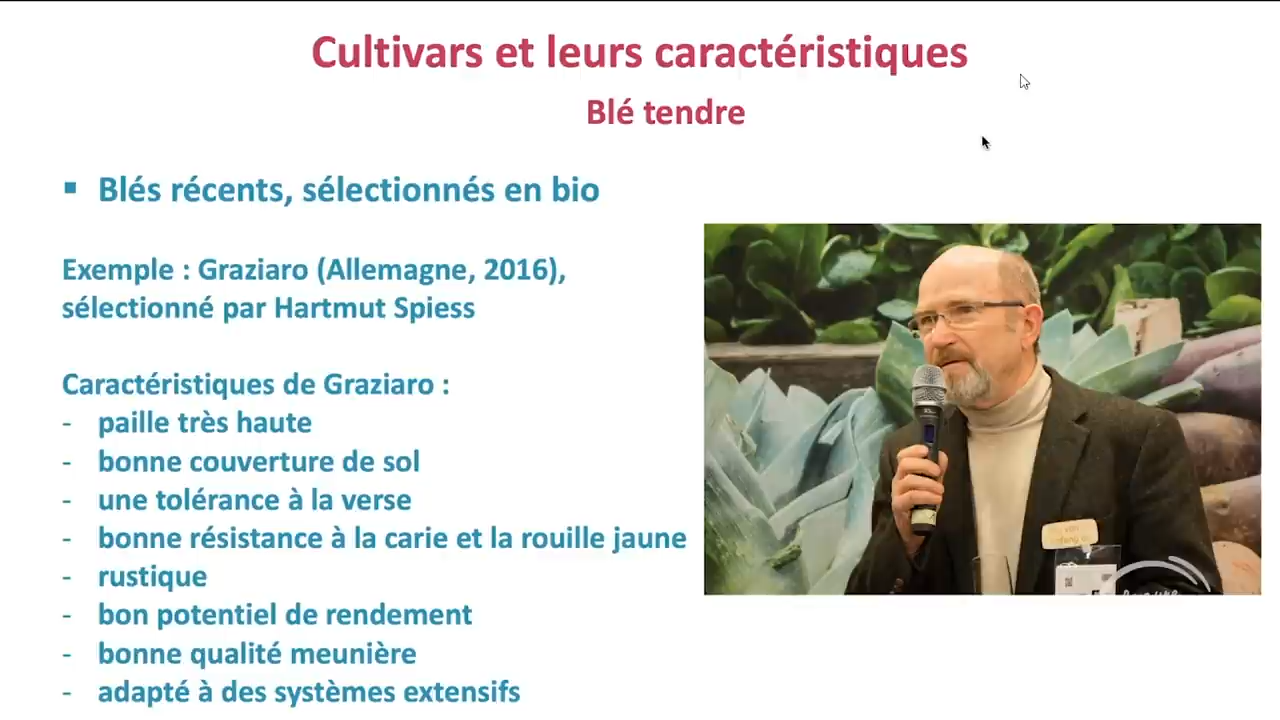 Cultivars et leurs caractéristiques
Blé tendre
▪ Blés récents, sélectionnés en bio
Exemple : Graziaro (Allemagne, 2016),
sélectionné par Hartmut Spiess
Caractéristiques de Graziaro :
- paille très haute
- bonne couverture de sol
- une tolérance à la verse
- bonne résistance à la carie et la rouille jaune
- rustique
- bon potentiel de rendement
- bonne qualité meunière
- adapté à des systèmes extensifs